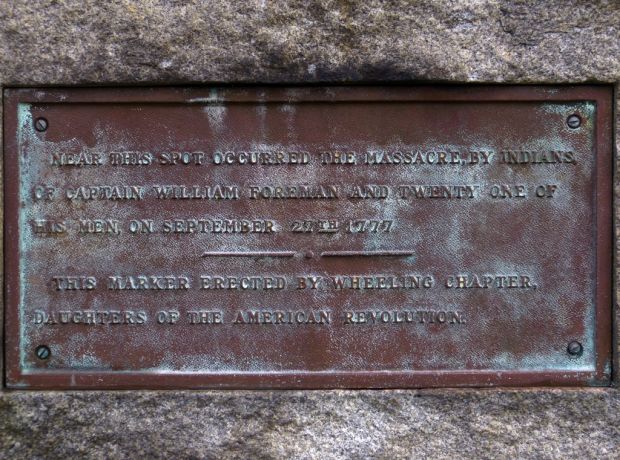 NEAR THIS SPOT OCCURRED THE MASSACRE, BY INDIANS,
OF CAPTAIN WILLIAM FOREMAN AND TWENTY ONE OF
HIS MEN, ON SEPTEMBER 27TH 1777
THIS MARKER ERECTED BY WHEELING CHAPTER,
DAUGHTERS OF THE AMERICAN REVOLUTION.